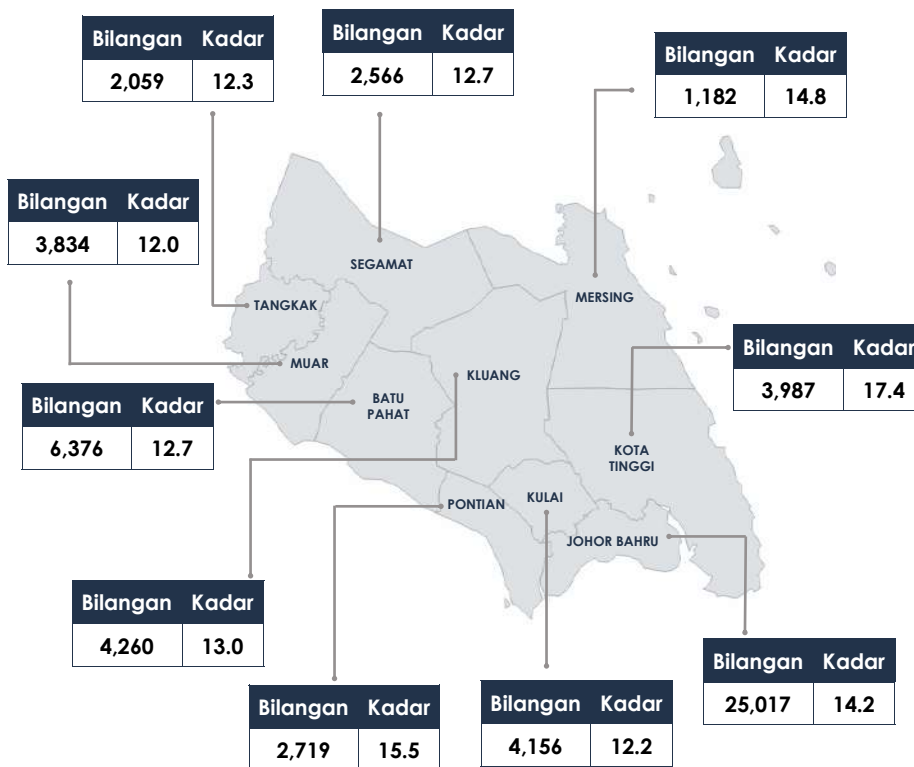 Bilangan Kadar
2,059 12.3
Bilangan Kadar
2,566 12.7
Bilangan Kadar
1,182 14.8
Bilangan Kadar
3,834 12.0
SEGAMAT
MERSING
TANGKAK
Bilangan Kadar
3,987 17.4
MUAR
KLUANG
Bilangan Kadar
6,376 12.7
BATU
PAHAT
KOTA
TINGGI
PONTIAN
KULAI
JOHOR BAHRU
Bilangan Kadar
4,260 13.0
Bilangan Kadar
25,017 14.2
Bilangan Kadar
2,719 15.5
Bilangan Kadar
4,156 12.2